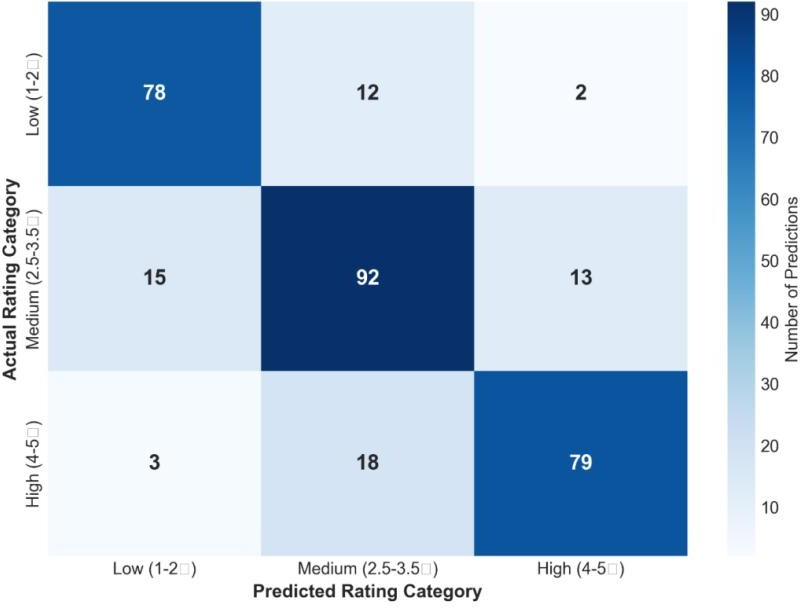 Actual Rating Category
Low (1-2□)
78
12
2
Medium (2.5-3.5□)
15
92
13
High (4-5□)
3
18
79
Low (1-2□)
Medium (2.5-3.5□)
High (4-5□)
Predicted Rating Category
90
80
70
60
50
40
30
20
10
Number of Predictions